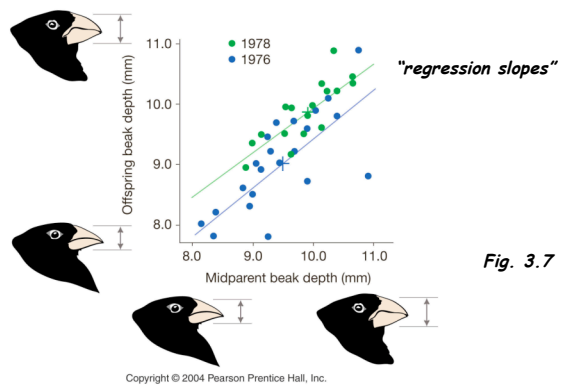 11.0
1978
1976
"regression slopes"
Offspring beak depth (mm)
10.0
9.0
8.0
8.0 9.0 10.0 11.0
Midparent beak depth (mm)
Fig. 3.7
Copyright © 2004 Pearson Prentice Hall, Inc.